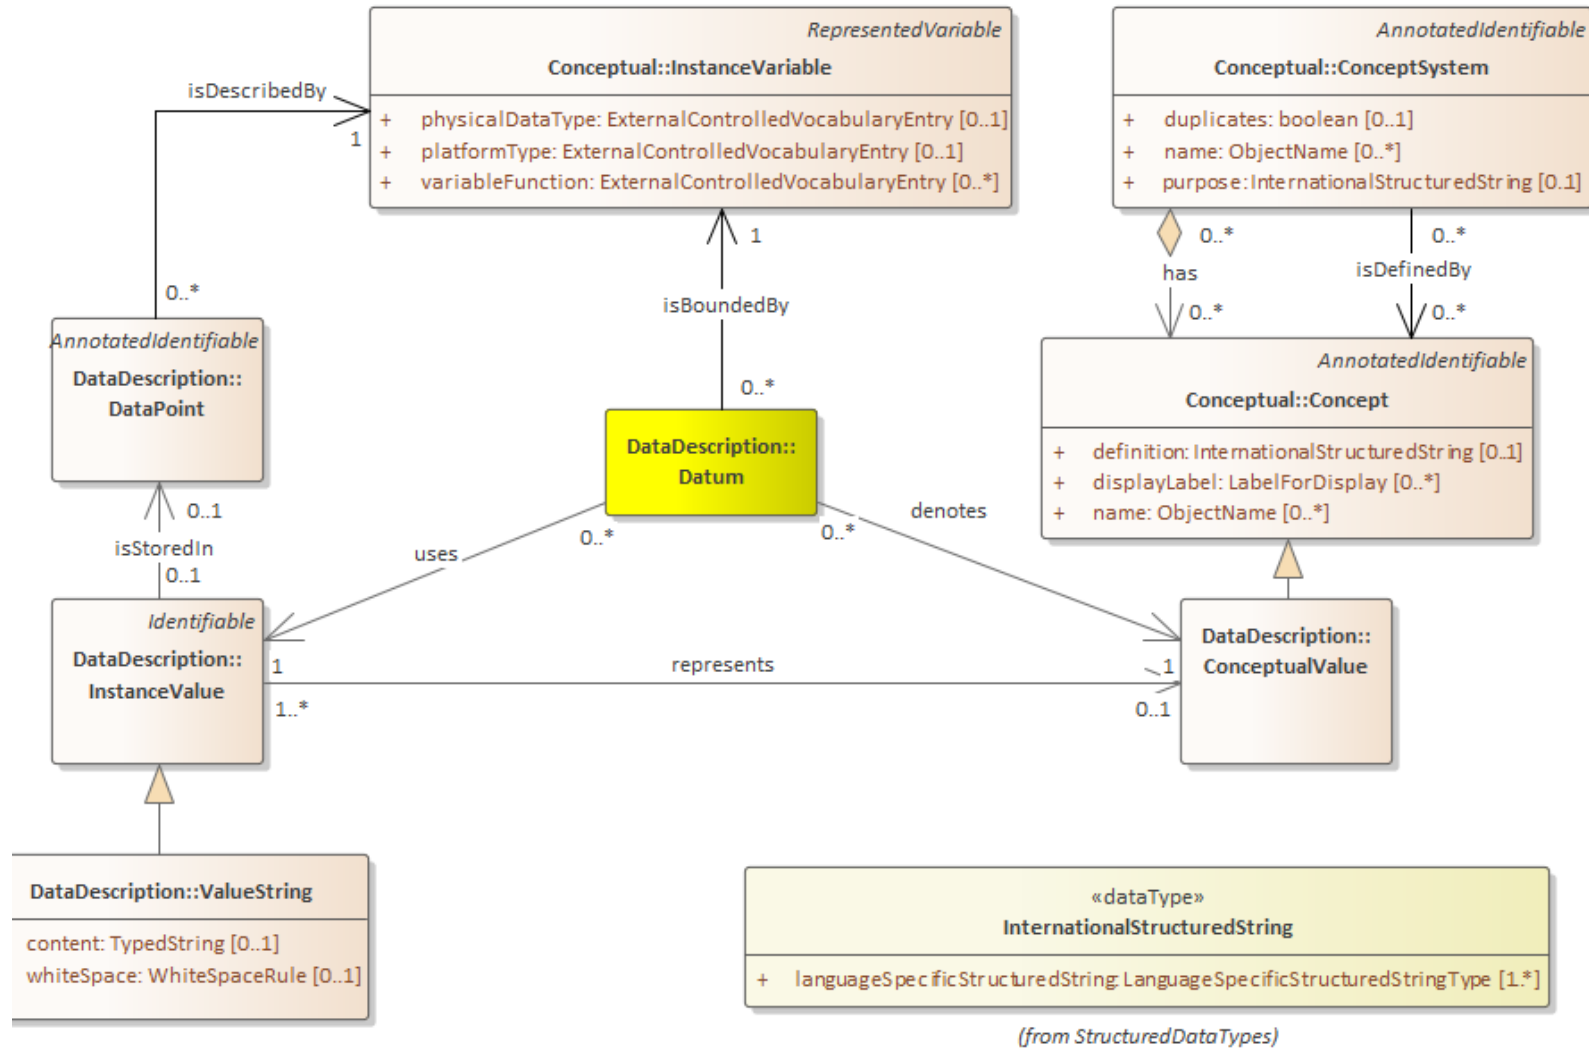 RepresentedVariable
Conceptual::InstanceVariable
+ physicalDataType: ExternalControlledVocabularyEntry [0..1]
+ platformType: ExternalControlledVocabularyEntry [0..1]
+ variableFunction: ExternalControlledVocabularyEntry [0..*]
AnnotatedIdentifiable
Conceptual::ConceptSystem
+ duplicates: boolean [0..1]
+ name: ObjectName [0..*]
+ purpose: InternationalStructuredString [0.1]
isDescribedBy
1
0..*
1
isBoundedBy
0..*
0..*
has
0..*
0..*
isDefinedBy
0..*
AnnotatedIdentifiable
DataDescription::
DataPoint
DataDescription::
Datum
AnnotatedIdentifiable
Conceptual::Concept
+ definition: InternationalStructuredString [0..1]
+ displayLabel: LabelForDisplay [0..*]
+ name: ObjectName [0..*]
0..1
isStoredIn
0..1
0..*
uses
0..*
denotes
Identifiable
DataDescription::
InstanceValue
1
1..*
represents
1
0..1
DataDescription::
ConceptualValue
DataDescription::ValueString
content: TypedString [0..1]
whiteSpace: WhiteSpaceRule [0..1]
«dataType»
InternationalStructuredString
+ languageSpecificStructuredString: LanguageSpecificStructuredStringType [1..*]
(from StructuredDataTypes)